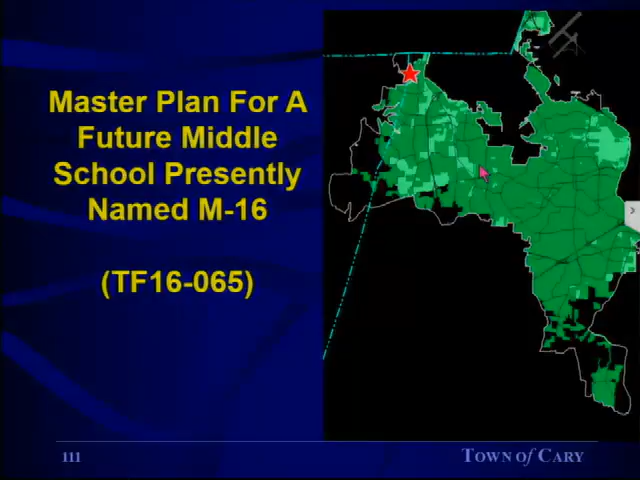 Master Plan For A
Future Middle
School Presently
Named M-16
(TF16-065)
111
TOWN of CARY